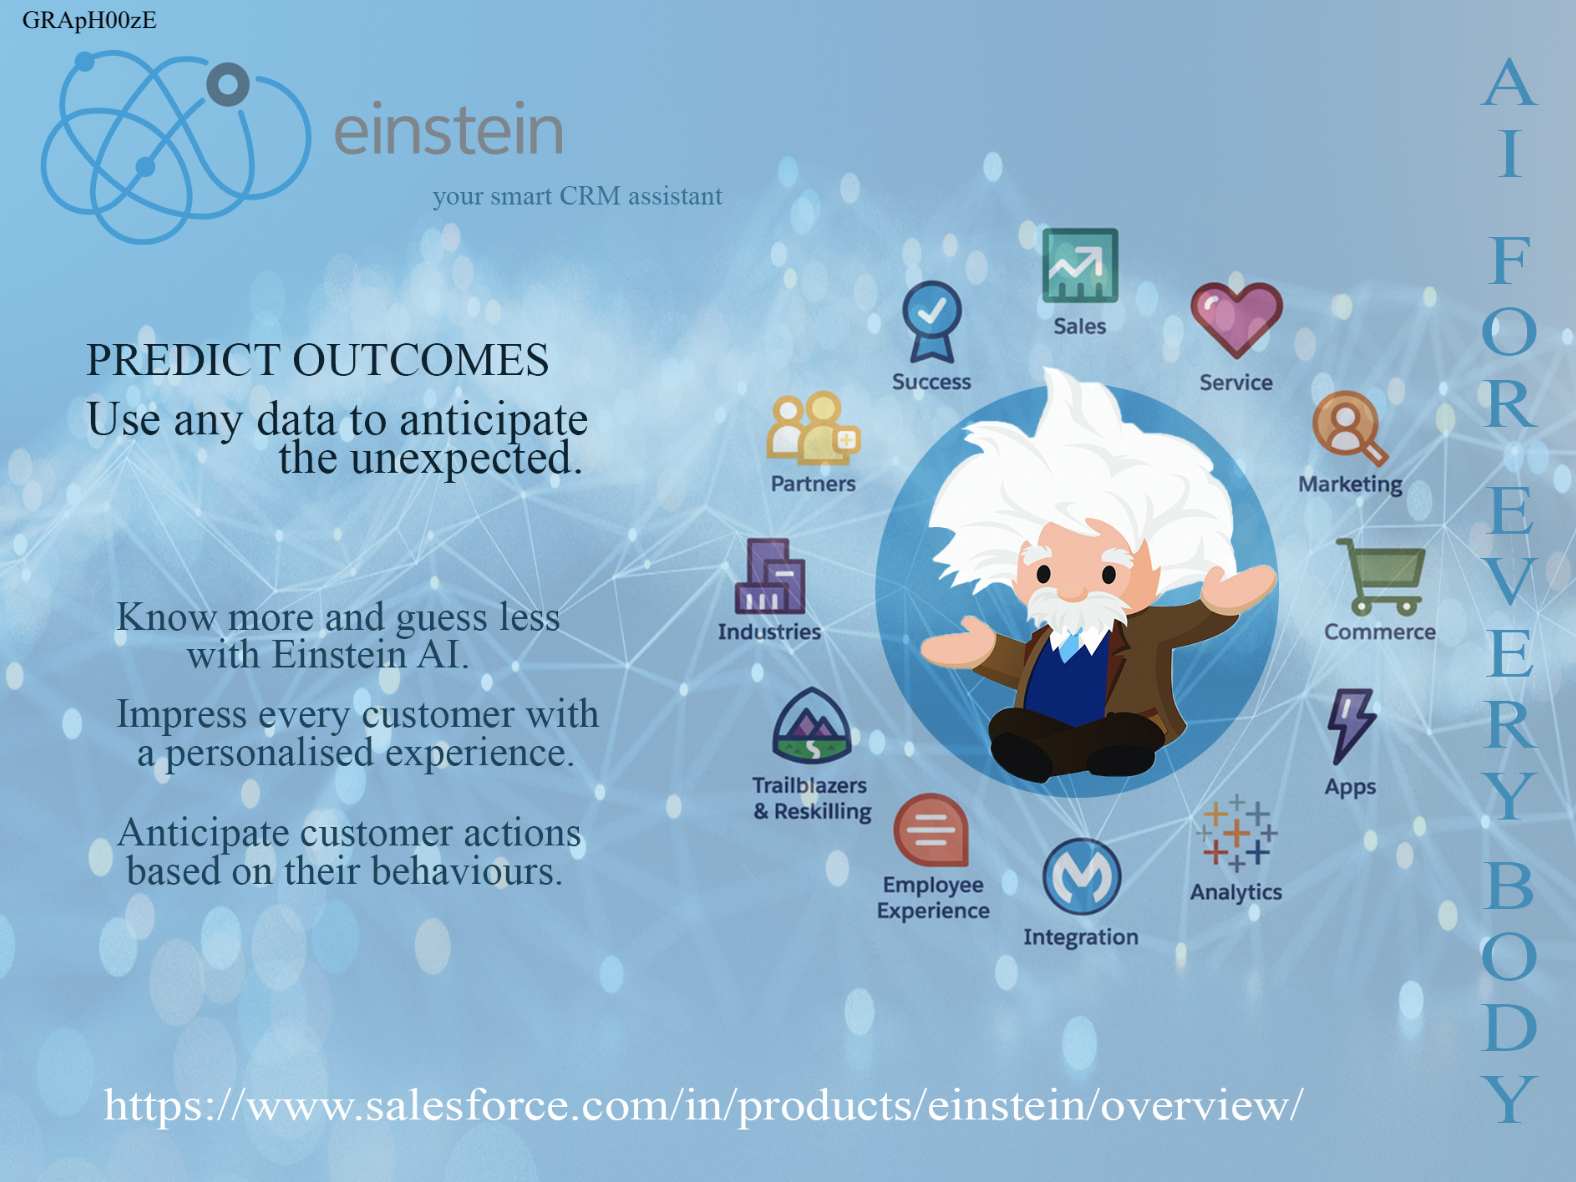 GRApH00zE
einstein
your smart CRM assistant
PREDICT OUTCOMES
Use any data to anticipate
the unexpected.
Know more and guess less
with Einstein AI.
Impress every customer with
a personalised experience.
Anticipate customer actions
based on their behaviours.
Sales
Service
Marketing
Commerce
Apps
Analytics
Integration
Employee
Experience
Trailblazers
& Reskilling
Industries
Partners
Success
AI FOR EVERY BODY
https://www.salesforce.com/in/products/einstein/overview/